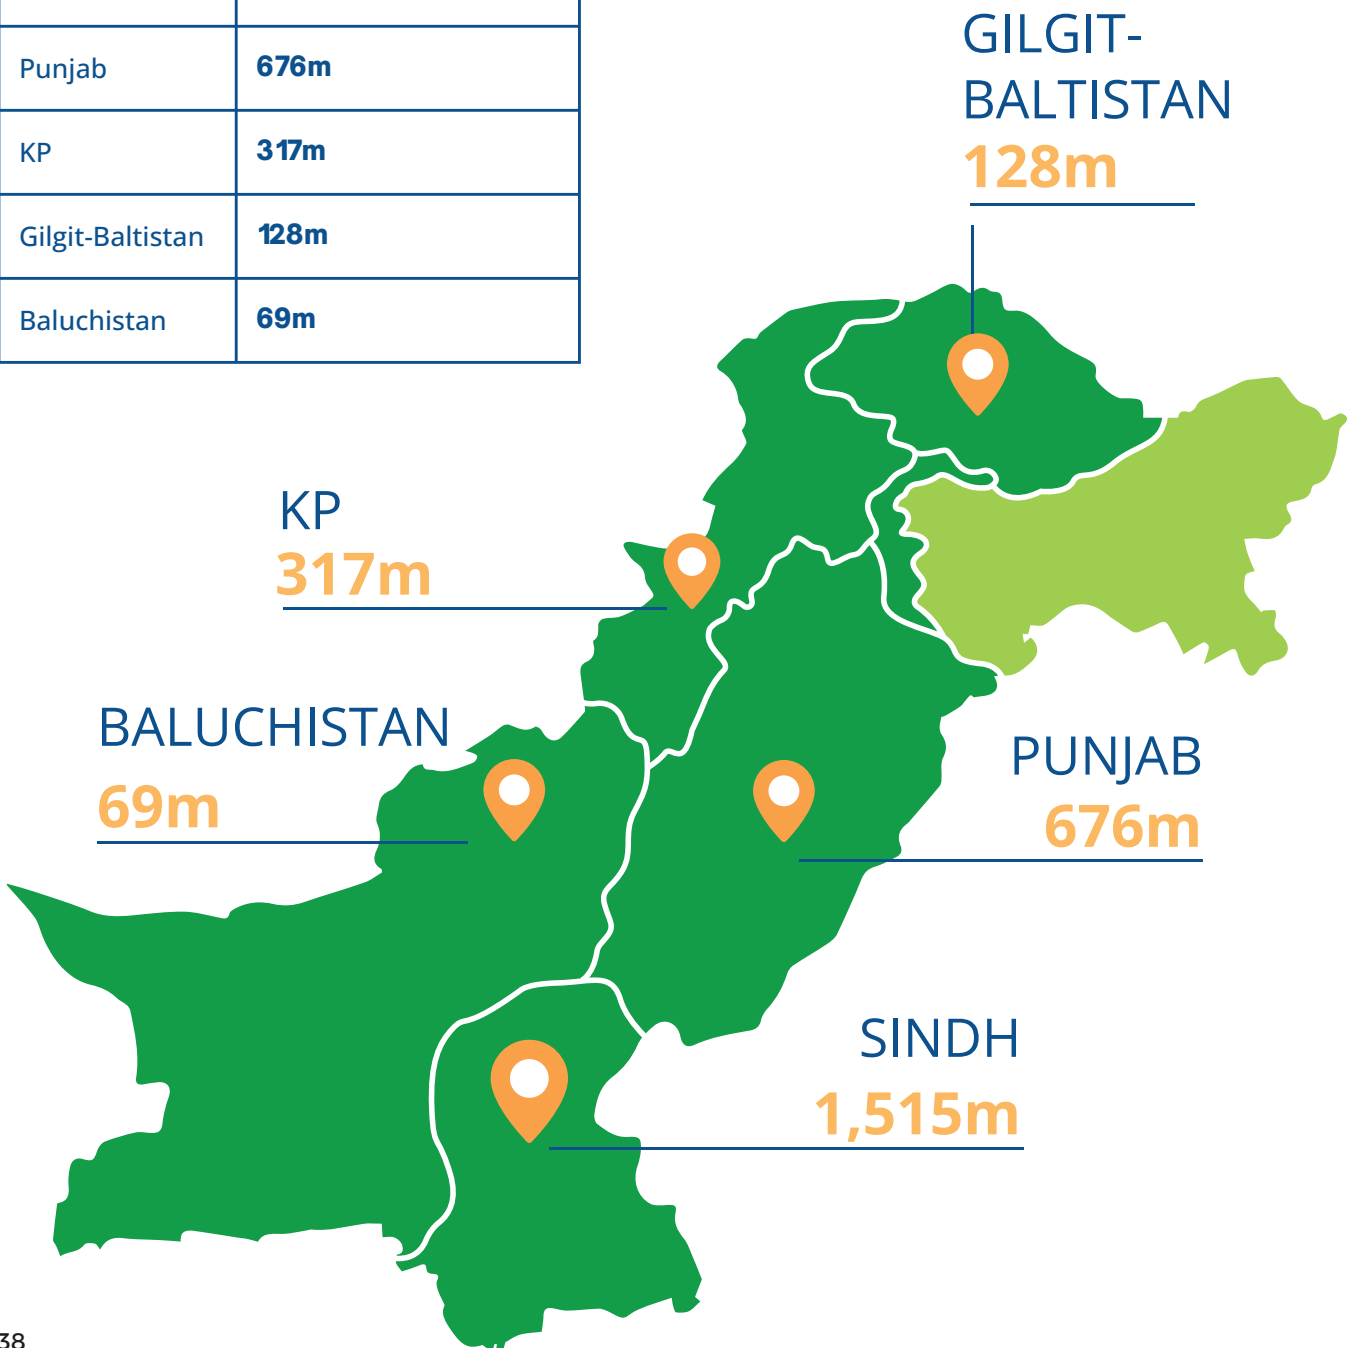 Punjab 676m
KP 317m
Gilgit-Baltistan 128m
Baluchistan 69m
GILGIT-
BALTISTAN
128m
KP
317m
BALUCHISTAN
69m
PUNJAB
676m
SINDH
1,515m
38